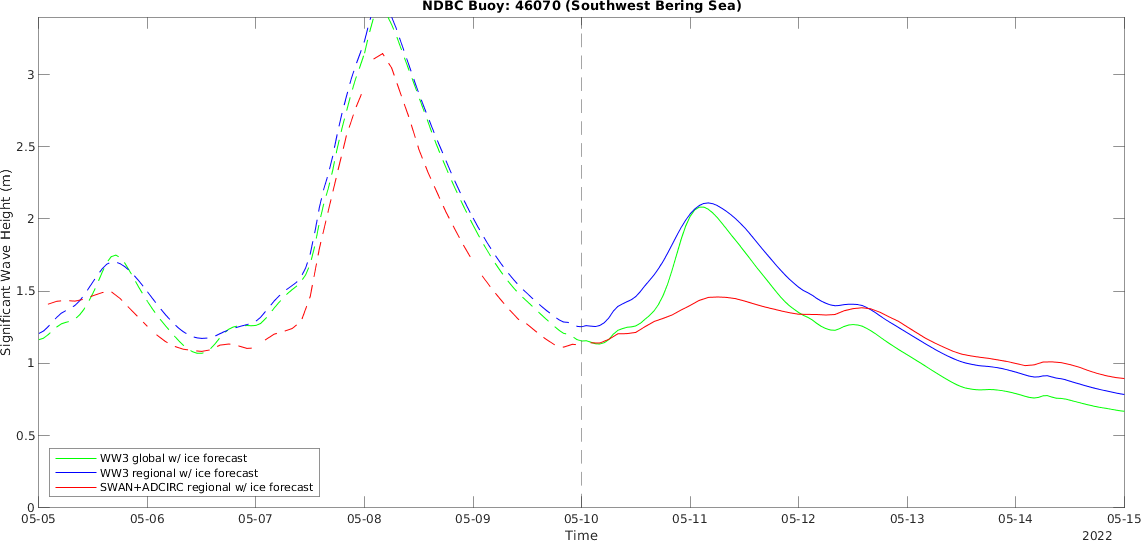 NDBC Buoy: 46070 (Southwest Bering Sea)
Significant Wave Height (m)
3
2.5
2
1.5
1
0.5
0
WW3 global w/ ice forecast
WW3 regional w/ ice forecast
SWAN+ADCIRC regional w/ ice forecast
05-05 05-06 05-07 05-08 05-09 05-10 05-11 05-12 05-13 05-14 05-15
Time
2022